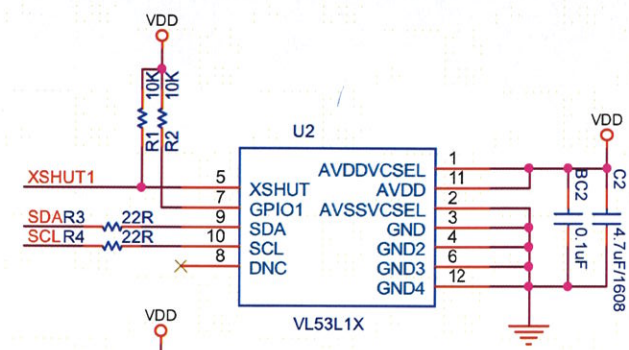 VDD
10K
10K
R1
R2
U2
VDD
XSHUT1
5
XSHUT
7
GPIO1
SDA
R3
22R
9
SDA
SCL
R4
22R
10
SCL
8
DNC
AVDDVCSEL
1
AVDD
11
AVSSVCSEL
2
GND
3
GND2
4
GND3
6
GND4
12
BC2
0.1uF
C2
4.7uF/1608
VL53L1X
VDD